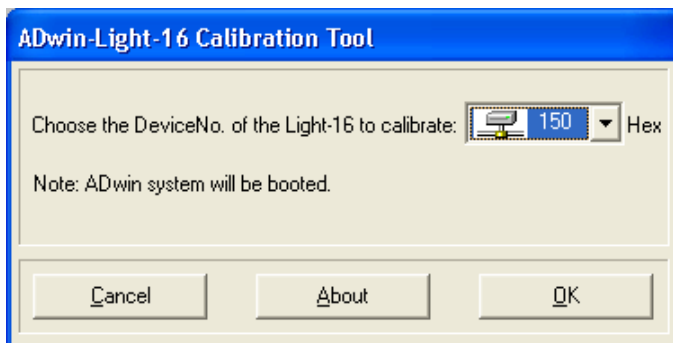 ADwin-Light-16 Calibration Tool
Choose the DeviceNo. of the Light-16 to calibrate: 150 Hex
Note: ADwin system will be booted.
Cancel About OK